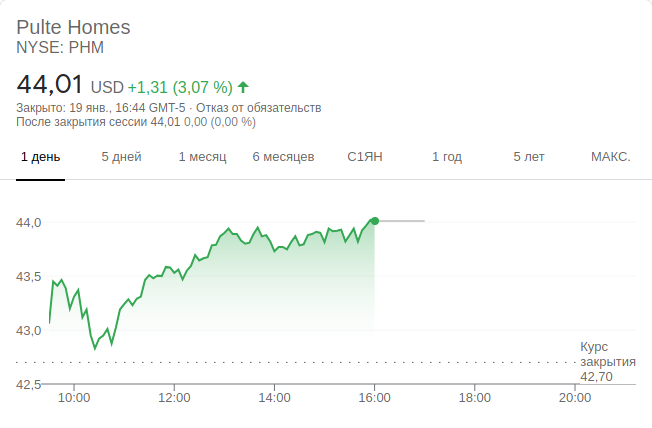 Pulte Homes
NYSE: PHM
44,01 USD +1,31 (3,07 %)
Закрыто: 19 янв., 16:44 GMT-5 · Отказ от обязательств
После закрытия сессии 44,01 0,00 (0,00 %)
1 день 5 дней 1 месяц 6 месяцев С1ЯН 1 год 5 лет МАКС.
44,0
43,5
43,0
Курс
закрытия
42,70
42,5
10:00 12:00 14:00 16:00 18:00 20:00